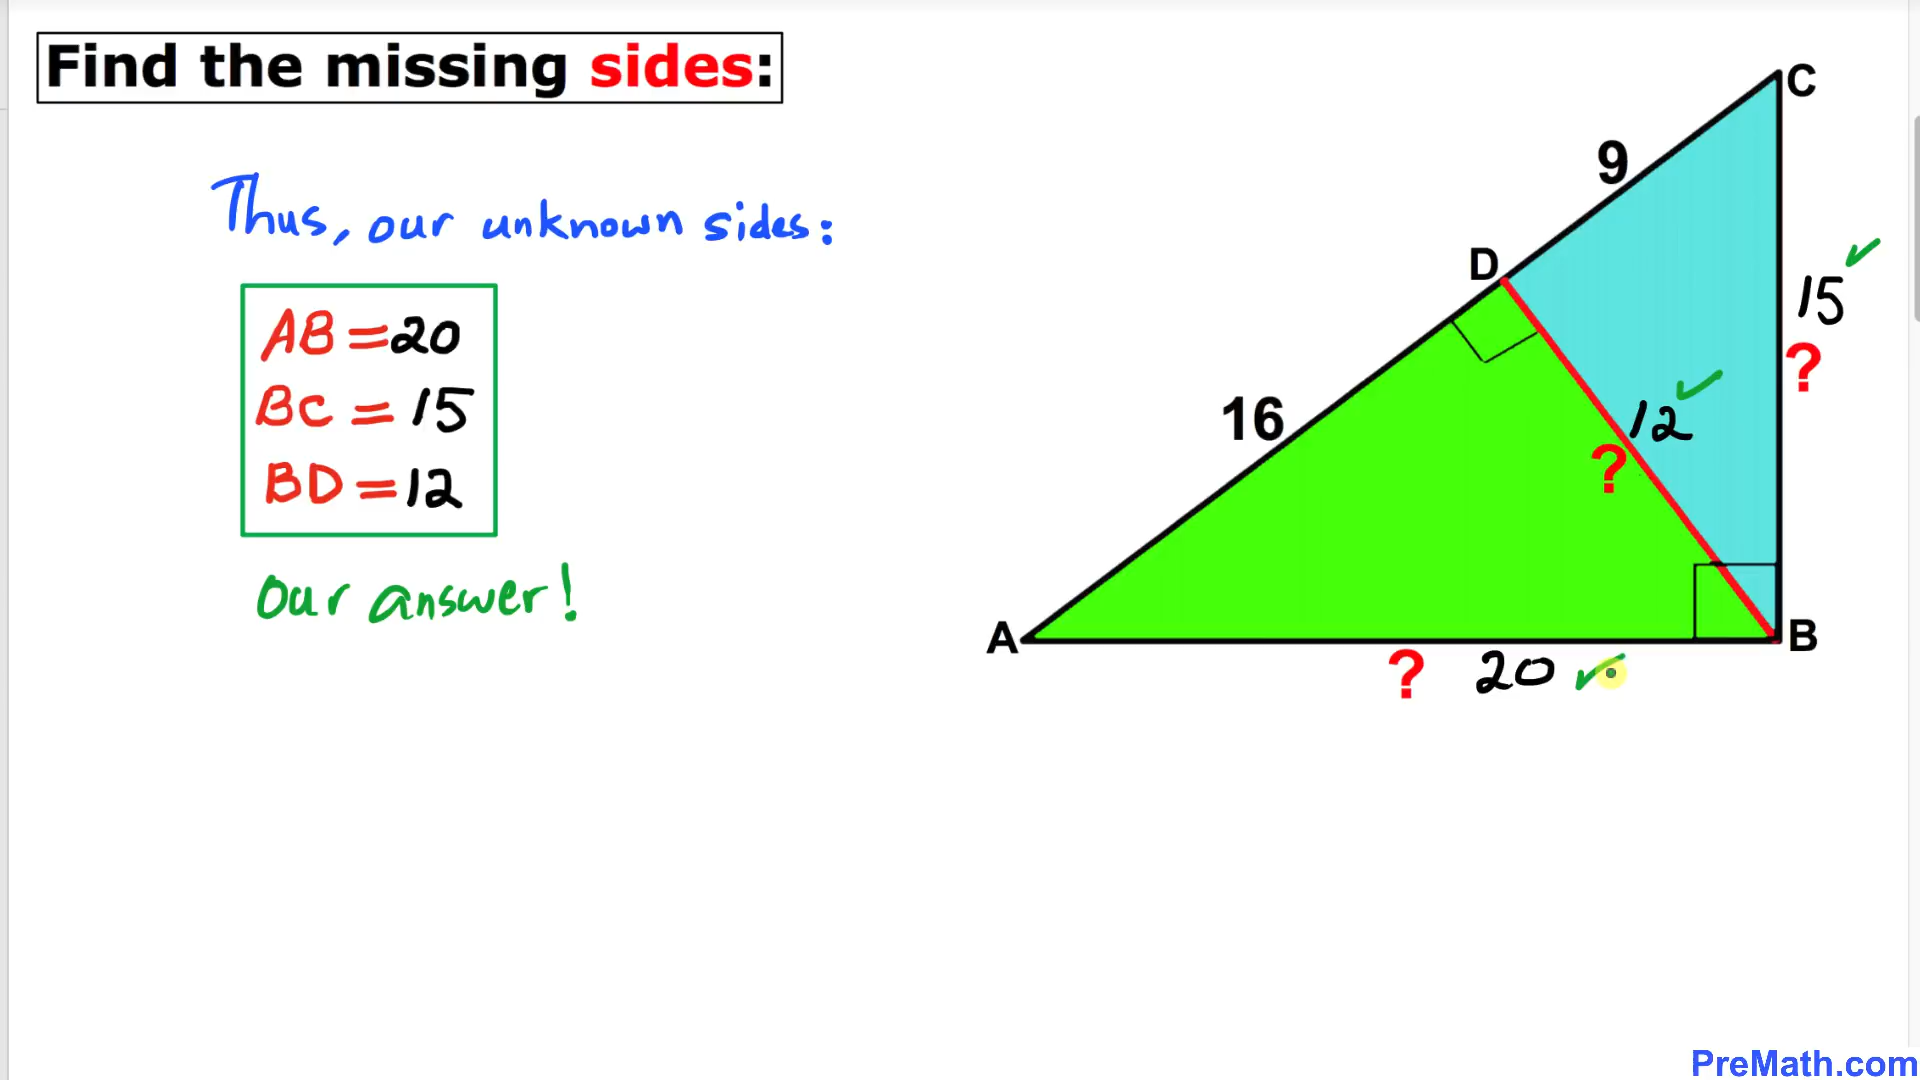 Find the missing sides:
Thus, our unknown sides:
AB = 20
BC = 15
BD = 12
our answer!
C
9
D
15
?
16
12
?
A
B
? 20
PreMath.com